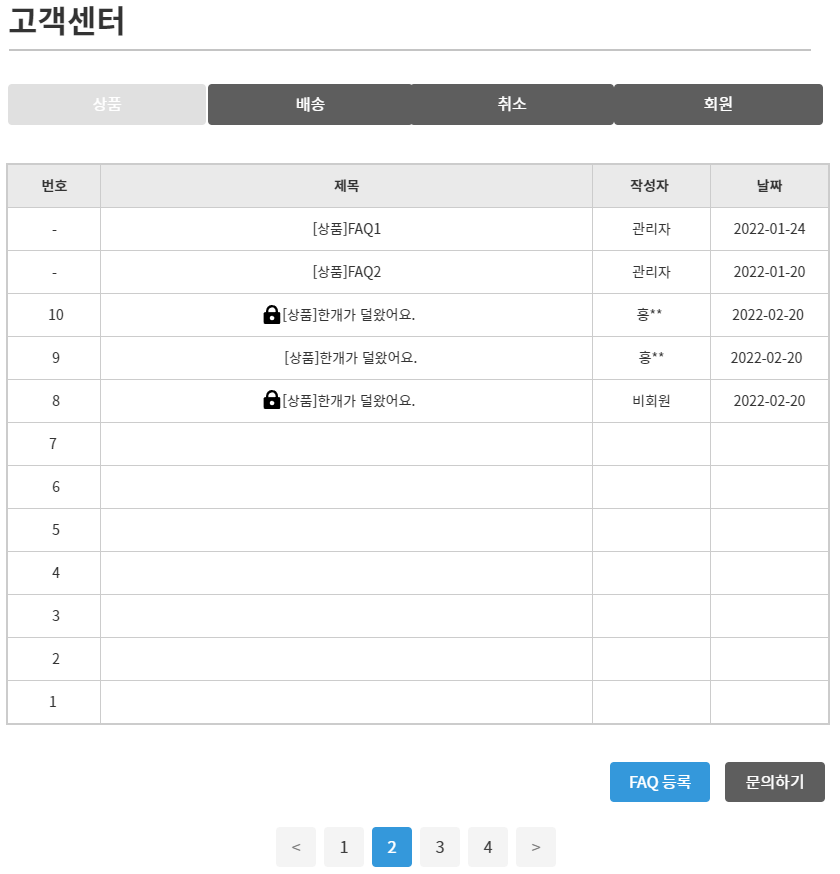 고객센터
상품 배송 취소 회원
번호 제목 작성자 날짜
- [상품]FAQ1 관리자 2022-01-24
- [상품]FAQ2 관리자 2022-01-20
10 [상품]한개가 덜왔어요. 홍** 2022-02-20
9 [상품]한개가 덜왔어요. 홍** 2022-02-20
8 [상품]한개가 덜왔어요. 비회원 2022-02-20
7
6
5
4
3
2
1
FAQ 등록 문의하기
< 1 2 3 4 >